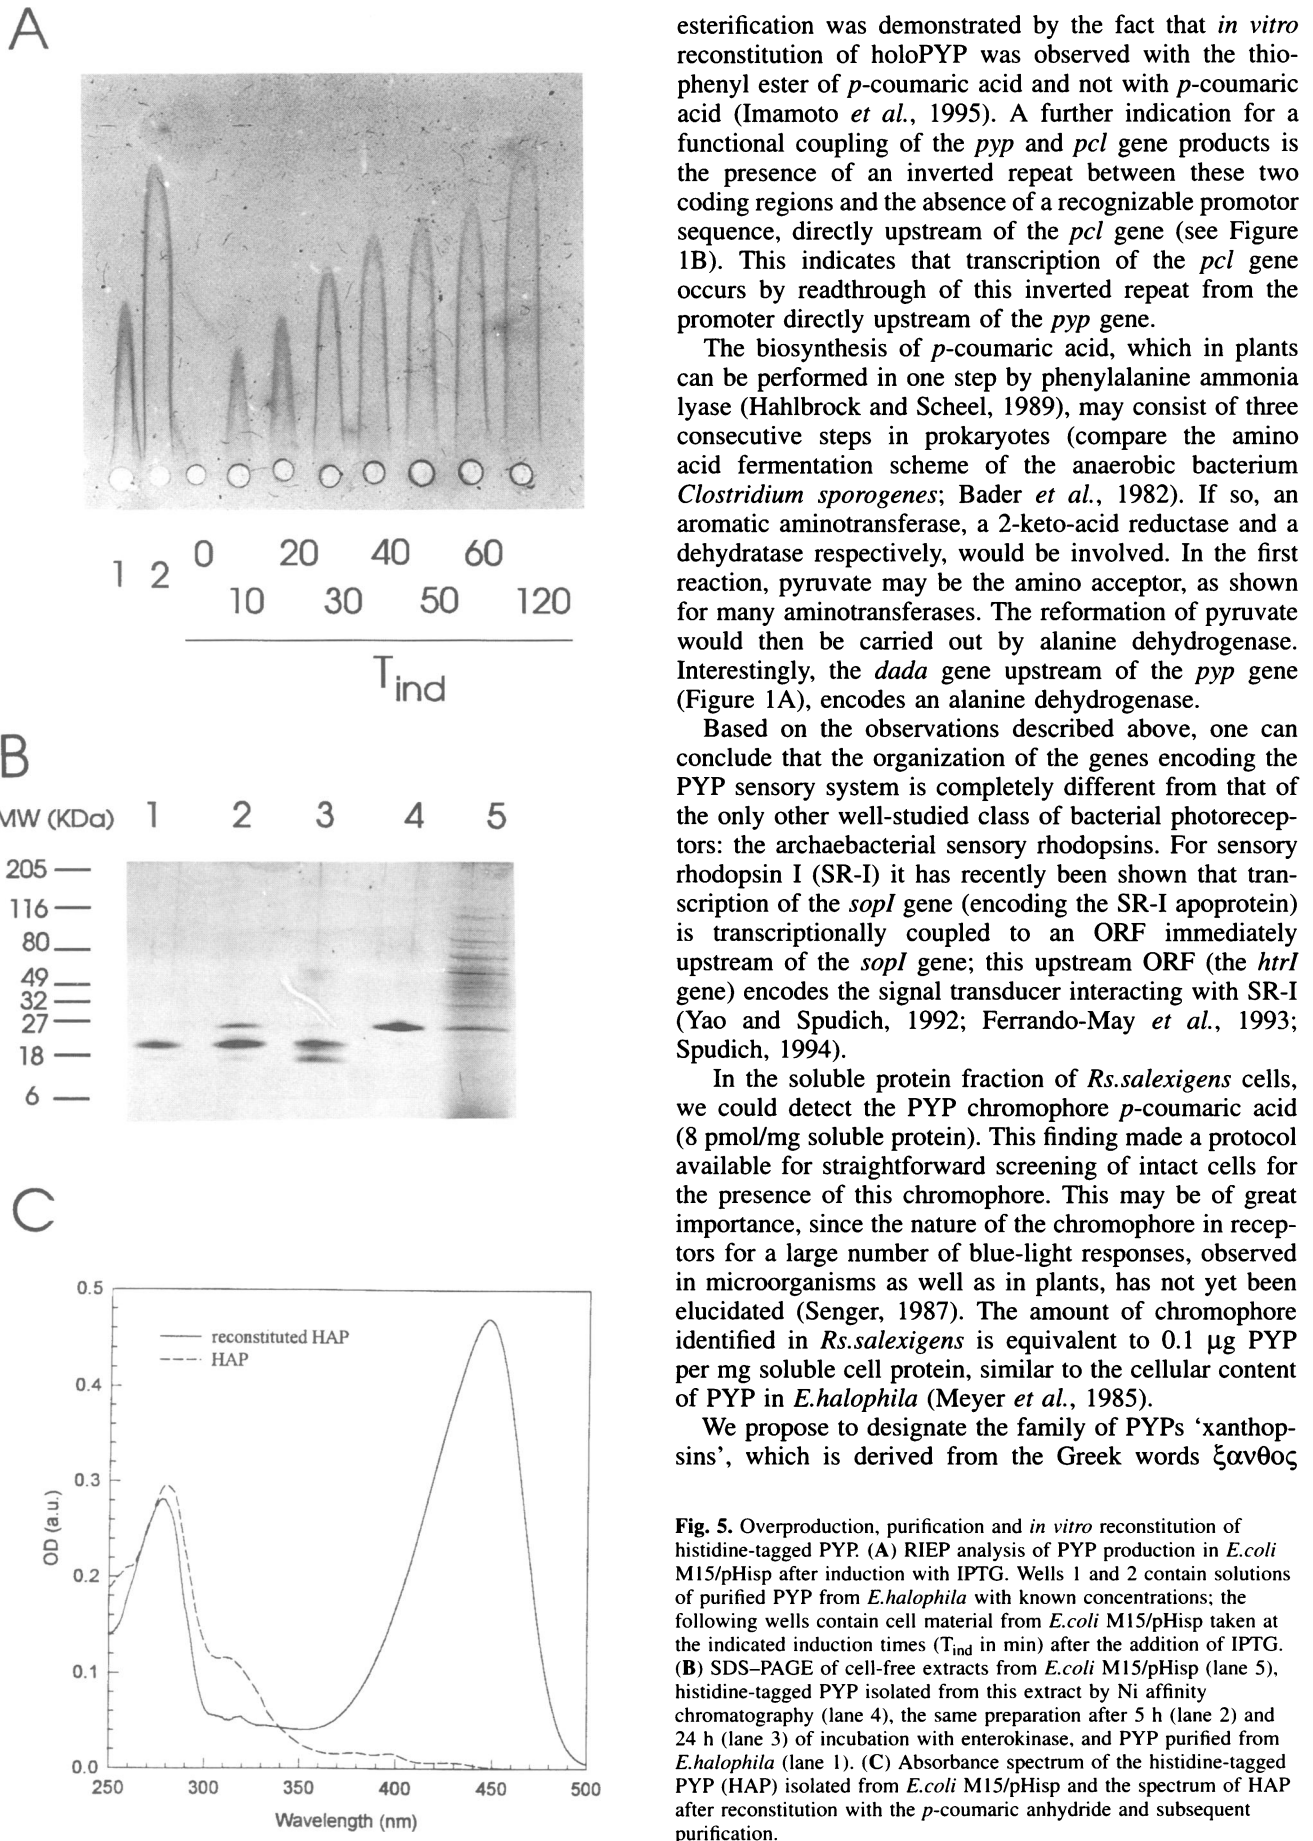 A
1 2 0 10 20 30 40 50 60 120
T_ind
B
MW (KDa) 1 2 3 4 5
205
116
80
49
32
27
18
6
C
0.5
0.4
0.3
0.2
0.1
0.0
OD (a.u.)
reconstituted HAP
HAP
250 300 350 400 450 500
Wavelength (nm)
esterification was demonstrated by the fact that in vitro
reconstitution of holoPYP was observed with the thio-
phenyl ester of p-coumaric acid and not with p-coumaric
acid (Imamoto et al., 1995). A further indication for a
functional coupling of the pyp and pcl gene products is
the presence of an inverted repeat between these two
coding regions and the absence of a recognizable promotor
sequence, directly upstream of the pcl gene (see Figure
1B). This indicates that transcription of the pcl gene
occurs by readthrough of this inverted repeat from the
promoter directly upstream of the pyp gene.
The biosynthesis of p-coumaric acid, which in plants
can be performed in one step by phenylalanine ammonia
lyase (Hahlbrock and Scheel, 1989), may consist of three
consecutive steps in prokaryotes (compare the amino
acid fermentation scheme of the anaerobic bacterium
Clostridium sporogenes; Bader et al., 1982). If so, an
aromatic aminotransferase, a 2-keto-acid reductase and a
dehydratase respectively, would be involved. In the first
reaction, pyruvate may be the amino acceptor, as shown
for many aminotransferases. The reformation of pyruvate
would then be carried out by alanine dehydrogenase.
Interestingly, the dada gene upstream of the pyp gene
(Figure 1A), encodes an alanine dehydrogenase.
Based on the observations described above, one can
conclude that the organization of the genes encoding the
PYP sensory system is completely different from that of
the only other well-studied class of bacterial photorecep-
tors: the archaebacterial sensory rhodopsins. For sensory
rhodopsin I (SR-I) it has recently been shown that tran-
scription of the sopI gene (encoding the SR-I apoprotein)
is transcriptionally coupled to an ORF immediately
upstream of the sopI gene; this upstream ORF (the htrI
gene) encodes the signal transducer interacting with SR-I
(Yao and Spudich, 1992; Ferrando-May et al., 1993;
Spudich, 1994).
In the soluble protein fraction of Rs.salexigens cells,
we could detect the PYP chromophore p-coumaric acid
(8 pmol/mg soluble protein). This finding made a protocol
available for straightforward screening of intact cells for
the presence of this chromophore. This may be of great
importance, since the nature of the chromophore in recep-
tors for a large number of blue-light responses, observed
in microorganisms as well as in plants, has not yet been
elucidated (Senger, 1987). The amount of chromophore
identified in Rs.salexigens is equivalent to 0.1 μg PYP
per mg soluble cell protein, similar to the cellular content
of PYP in E.halophila (Meyer et al., 1985).
We propose to designate the family of PYPs ‘xanthop-
sins’, which is derived from the Greek words ξανθος
Fig. 5. Overproduction, purification and in vitro reconstitution of
histidine-tagged PYP. (A) RIEP analysis of PYP production in E.coli
M15/pHisp after induction with IPTG. Wells 1 and 2 contain solutions
of purified PYP from E.halophila with known concentrations; the
following wells contain cell material from E.coli M15/pHisp taken at
the indicated induction times (T_ind in min) after the addition of IPTG.
(B) SDS–PAGE of cell-free extracts from E.coli M15/pHisp (lane 5),
histidine-tagged PYP isolated from this extract by Ni affinity
chromatography (lane 4), the same preparation after 5 h (lane 2) and
24 h (lane 3) of incubation with enterokinase, and PYP purified from
E.halophila (lane 1). (C) Absorbance spectrum of the histidine-tagged
PYP (HAP) isolated from E.coli M15/pHisp and the spectrum of HAP
after reconstitution with the p-coumaric anhydride and subsequent
purification.